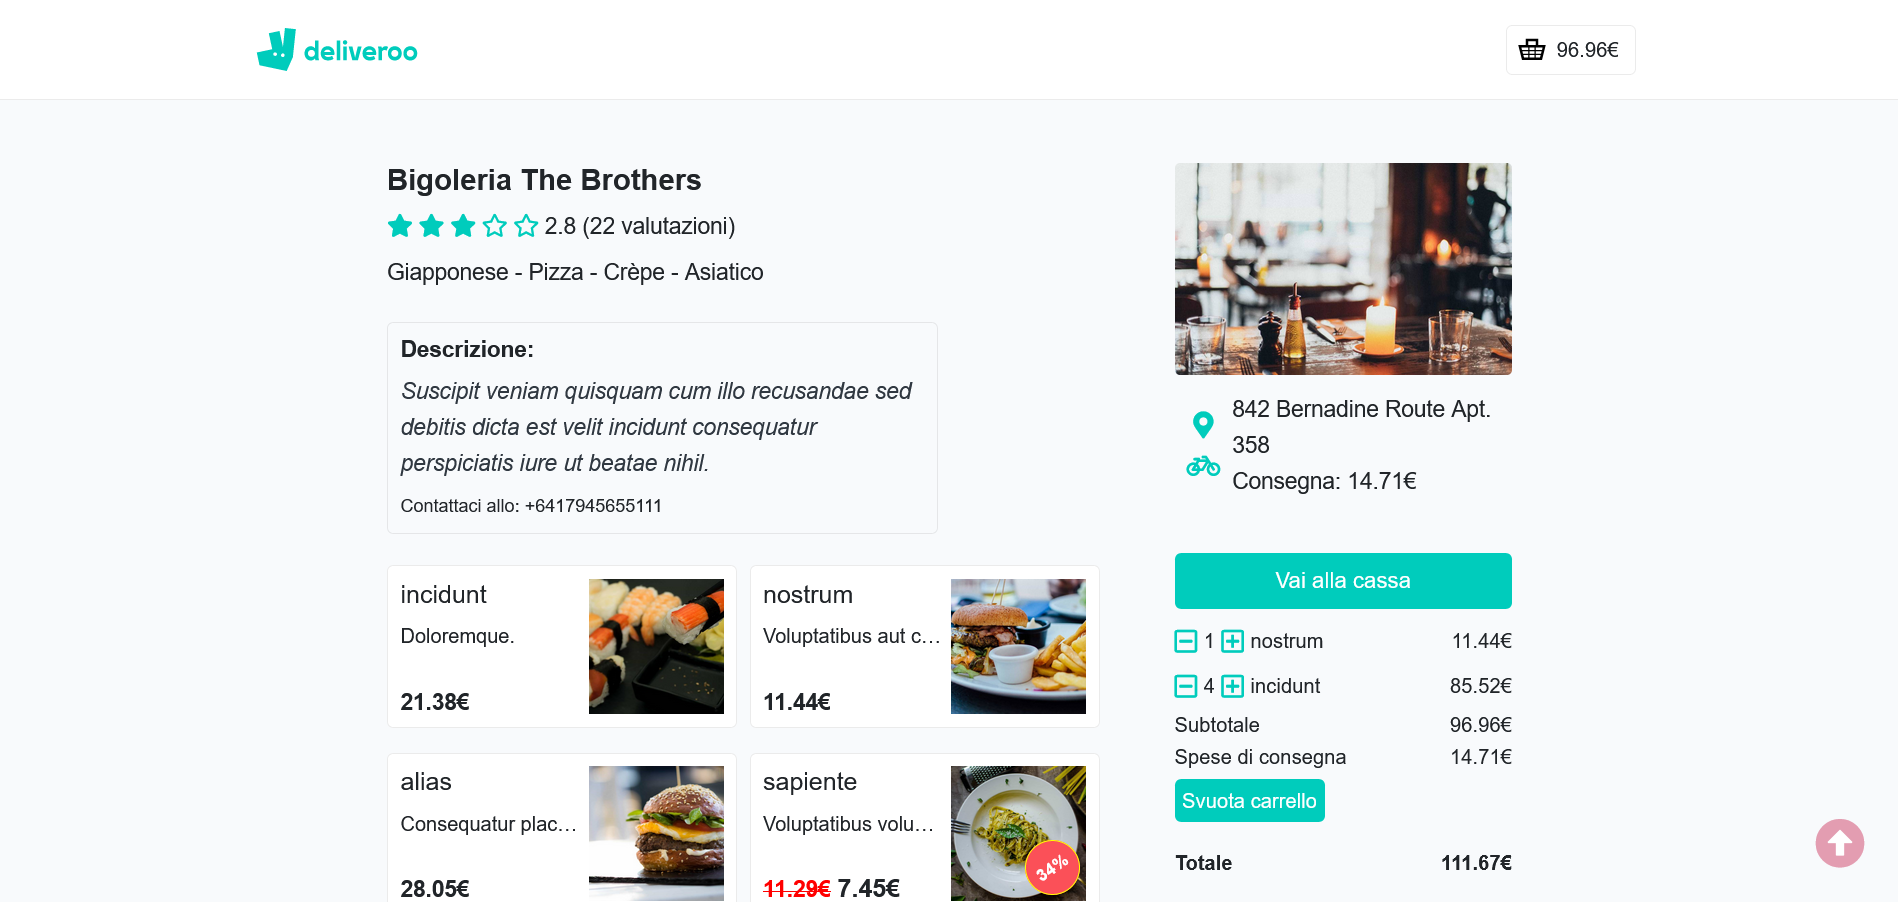 deliveroo
96.96€
Bigoleria The Brothers
2.8 (22 valutazioni)
Giapponese - Pizza - Crèpe - Asiatico
Descrizione:
Suscipit veniam quisquam cum illo recusandae sed
debitis dicta est velit incidunt consequatur
perspiciatis iure ut beatae nihil.
Contattaci allo: +6417945655111
incidunt
Doloremque.
21.38€
nostrum
Voluptatibus aut c...
11.44€
alias
Consequatur plac...
28.05€
sapiente
Voluptatibus volu...
11.29€ 7.45€
34%
842 Bernadine Route Apt.
358
Consegna: 14.71€
Vai alla cassa
1 nostrum 11.44€
4 incidunt 85.52€
Subtotale 96.96€
Spese di consegna 14.71€
Svuota carrello
Totale 111.67€